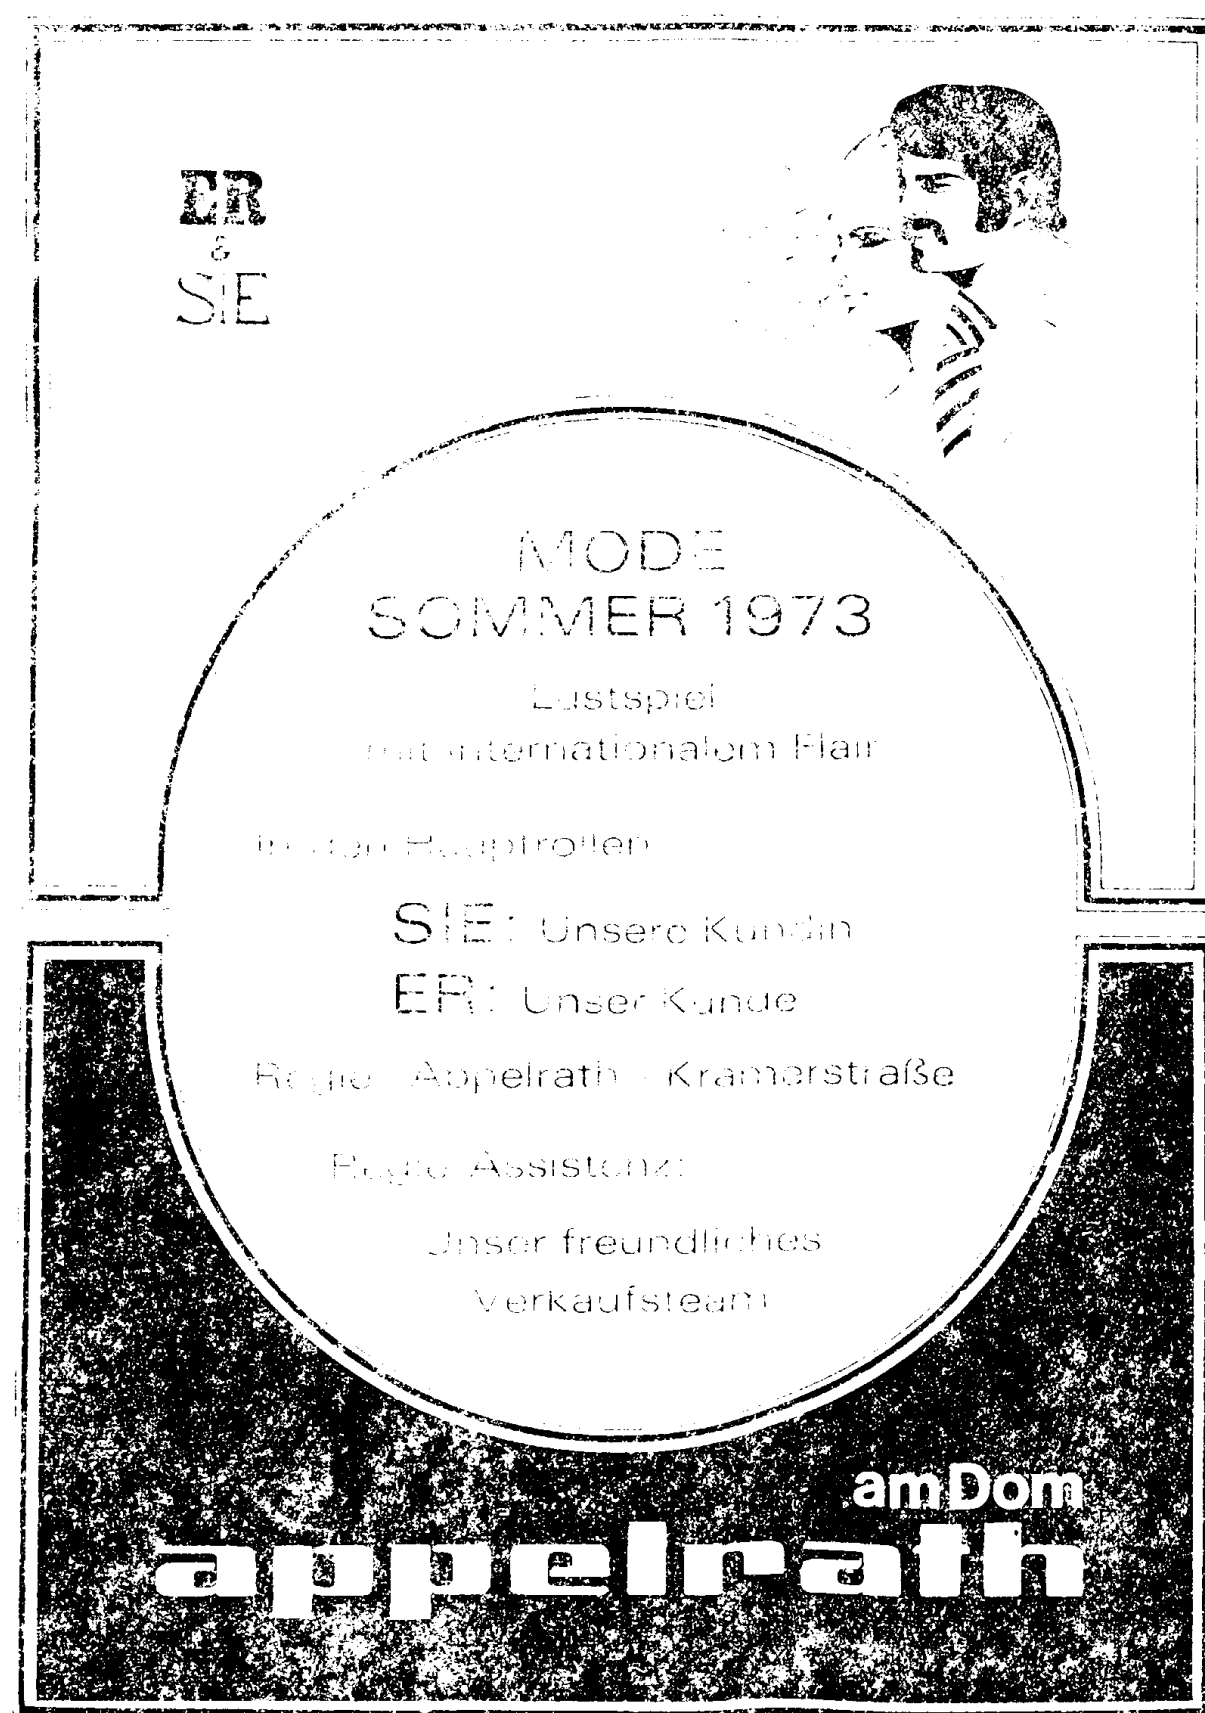 ER
&
SIE
MODE
SOMMER 1973
Lustspiel
mit internationalem Flair
in den Hauptrollen
SIE: Unsere Kundin
ER: Unser Kunde
Regie: Appelrath - Kramerstraße
Regie-Assistenz:
Unser freundliches
Verkaufsteam
am Dom
appelrath